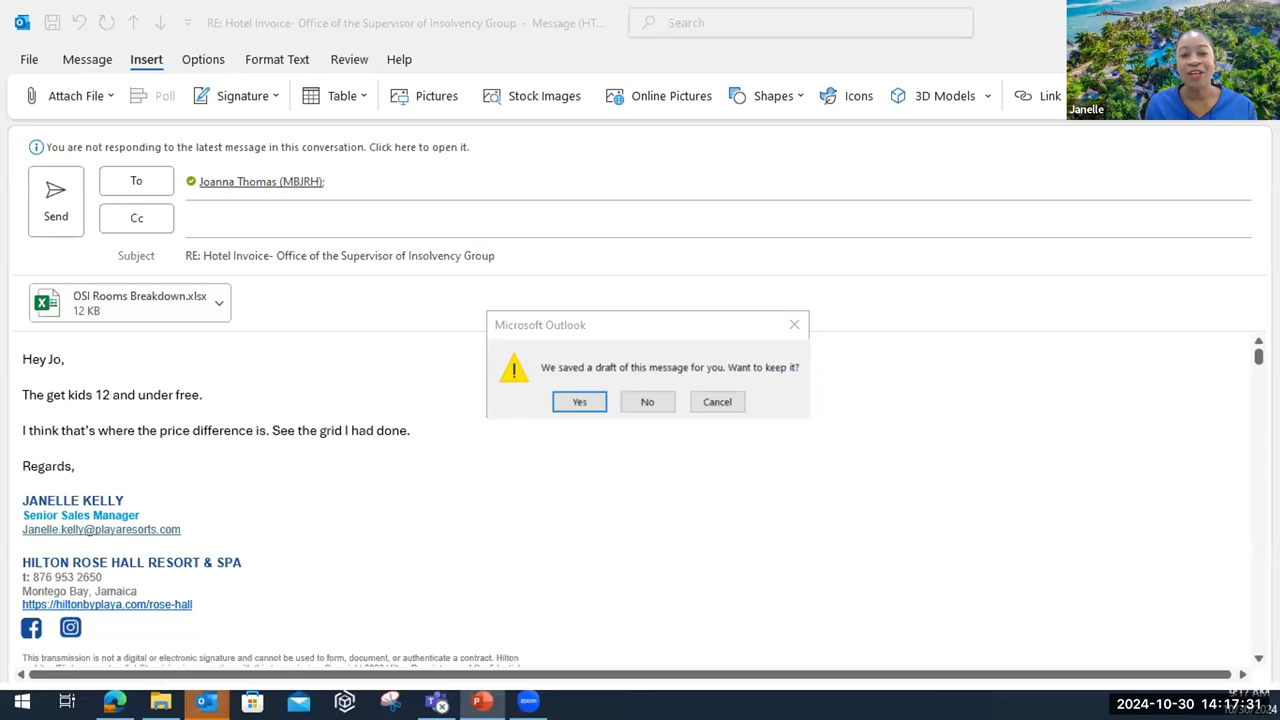 RE: Hotel Invoice- Office of the Supervisor of Insolvency Group - Message (HT...
Search
File Message Insert Options Format Text Review Help
Attach File Poll Signature Table Pictures Stock Images Online Pictures Shapes Icons 3D Models Link
Janelle
You are not responding to the latest message in this conversation. Click here to open it.
Send
To
Joanna Thomas (MBJRH);
Cc
Subject
RE: Hotel Invoice- Office of the Supervisor of Insolvency Group
OSI Rooms Breakdown.xlsx
12 KB
Microsoft Outlook
We saved a draft of this message for you. Want to keep it?
Yes No Cancel
Hey Jo,
The get kids 12 and under free.
I think that's where the price difference is. See the grid I had done.
Regards,
JANELLE KELLY
Senior Sales Manager
Janelle.kelly@playaresorts.com
HILTON ROSE HALL RESORT & SPA
t: 876 953 2650
Montego Bay, Jamaica
https://hiltonbyplaya.com/rose-hall
This transmission is not a digital or electronic signature and cannot be used to form, document, or authenticate a contract. Hilton
zoom
9:17 AM
2024-10-30 14:17:31